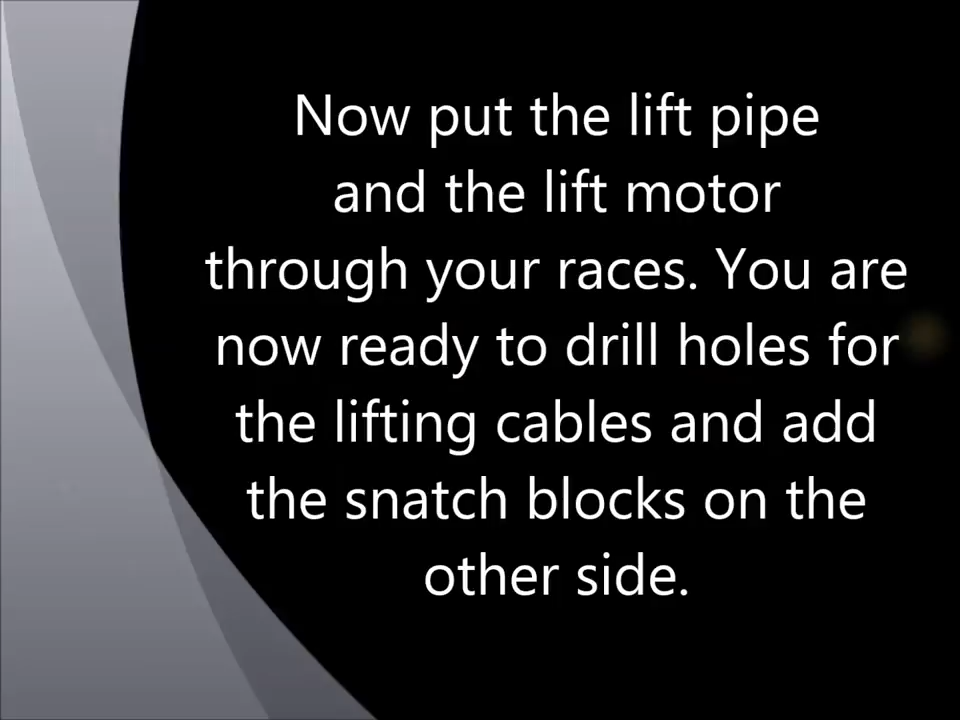 Now put the lift pipe
and the lift motor
through your races. You are
now ready to drill holes for
the lifting cables and add
the snatch blocks on the
other side.